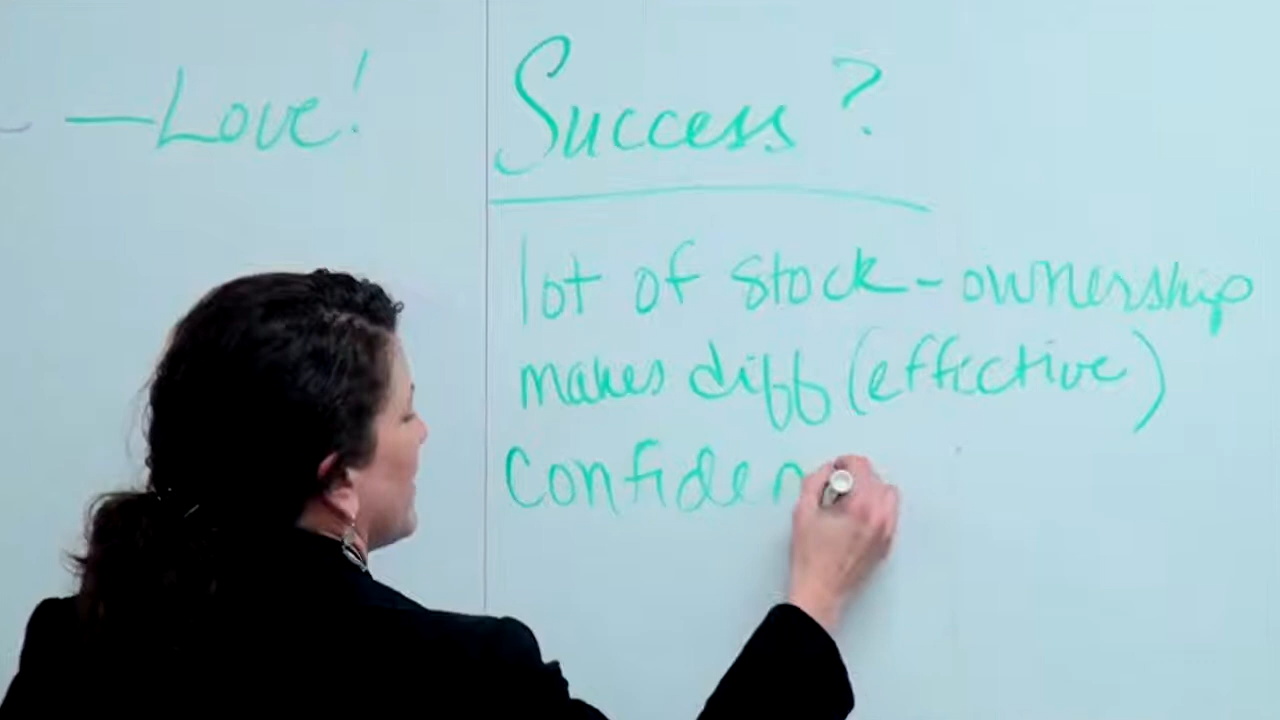 — Love!
Success?
lot of stock - ownership
makes diff (effective)
Confiden